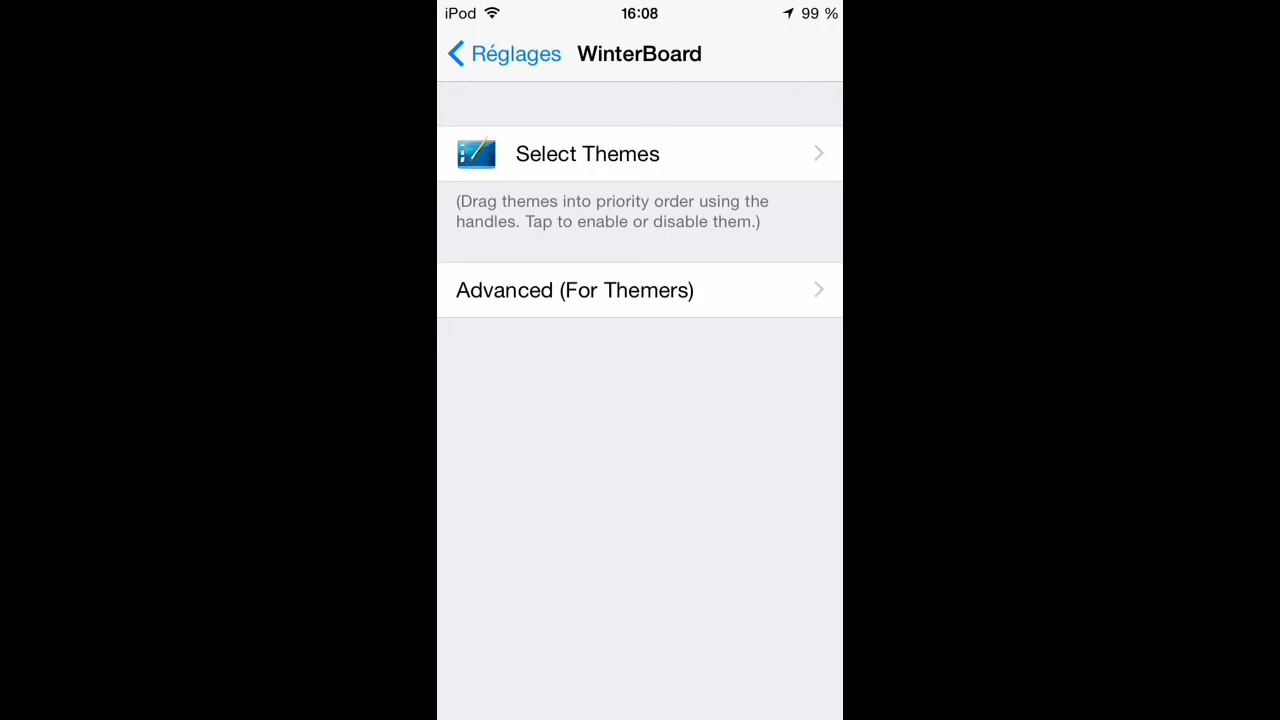 iPod 16:08 99 %
Réglages WinterBoard
Select Themes
(Drag themes into priority order using the
handles. Tap to enable or disable them.)
Advanced (For Themers)